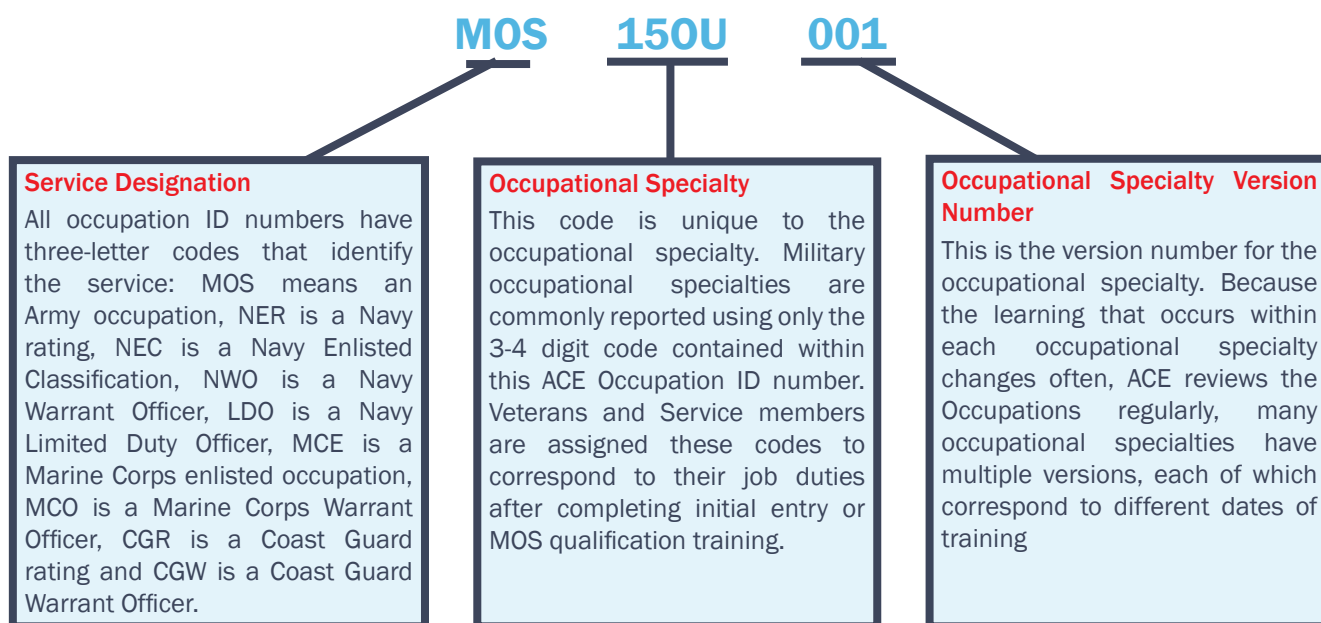 MOS 150U 001
Service Designation
All occupation ID numbers have
three-letter codes that identify
the service: MOS means an
Army occupation, NER is a Navy
rating, NEC is a Navy Enlisted
Classification, NWO is a Navy
Warrant Officer, LDO is a Navy
Limited Duty Officer, MCE is a
Marine Corps enlisted occupation,
MCO is a Marine Corps Warrant
Officer, CGR is a Coast Guard
rating and CGW is a Coast Guard
Warrant Officer.
Occupational Specialty
This code is unique to the
occupational specialty. Military
occupational specialties are
commonly reported using only the
3-4 digit code contained within
this ACE Occupation ID number.
Veterans and Service members
are assigned these codes to
correspond to their job duties
after completing initial entry or
MOS qualification training.
Occupational Specialty Version
Number
This is the version number for the
occupational specialty. Because
the learning that occurs within
each occupational specialty
changes often, ACE reviews the
Occupations regularly, many
occupational specialties have
multiple versions, each of which
correspond to different dates of
training